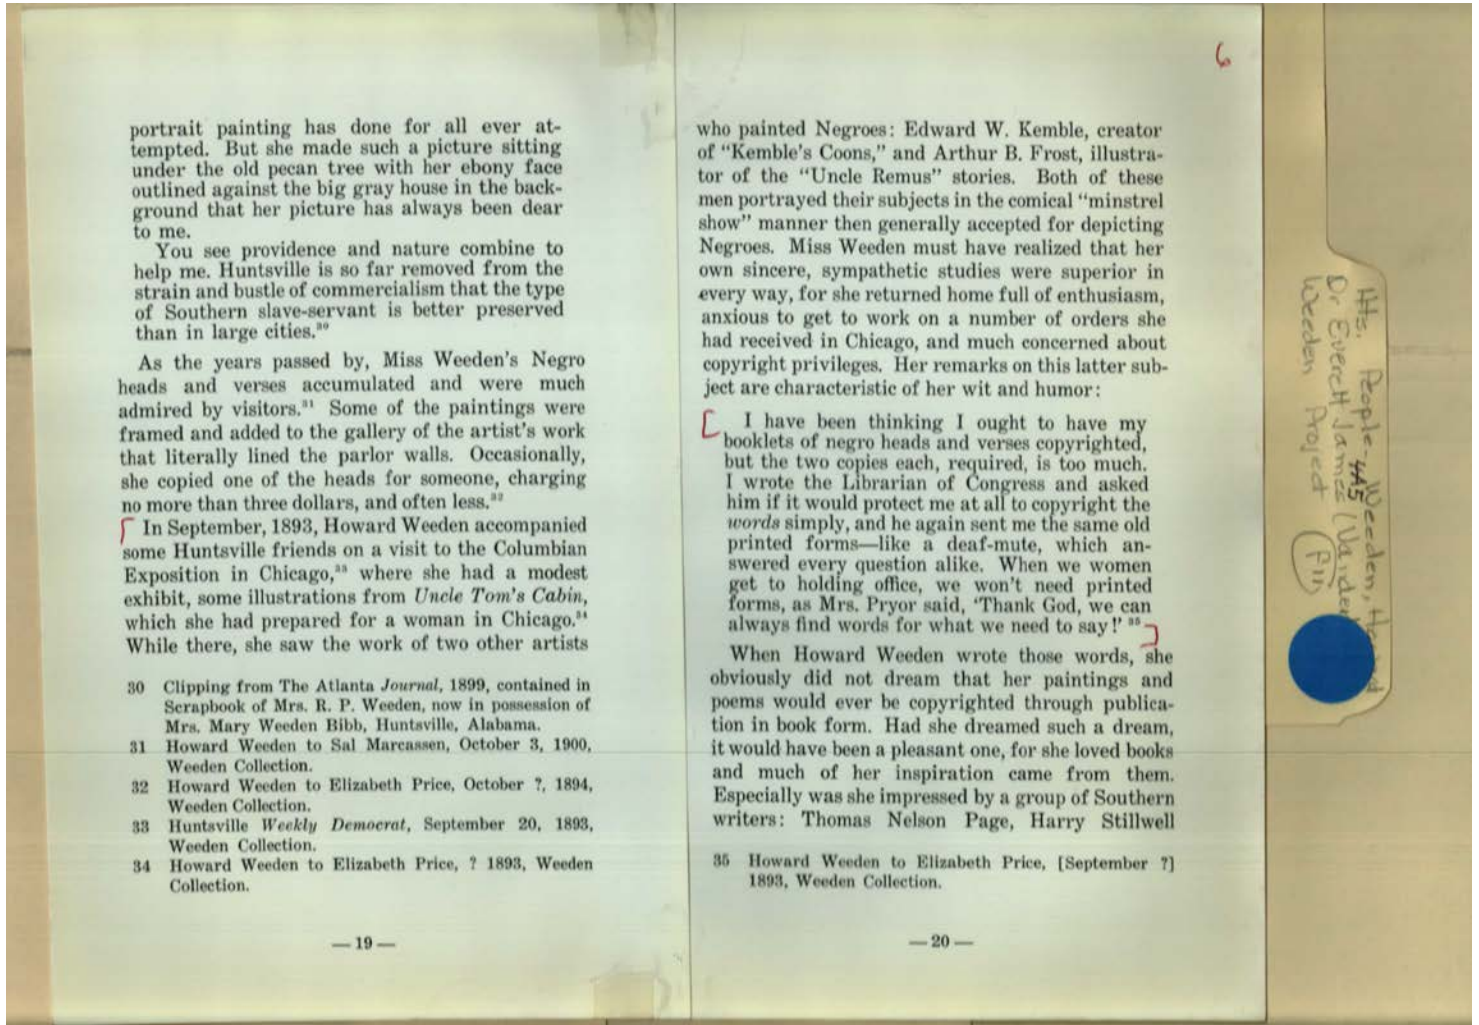 portrait painting has done for all ever at-
tempted. But she made such a picture sitting
under the old pecan tree with her ebony face
outlined against the big gray house in the back-
ground that her picture has always been dear
to me.
You see providence and nature combine to
help me. Huntsville is so far removed from the
strain and bustle of commercialism that the type
of Southern slave-servant is better preserved
than in large cities.³⁰
As the years passed by, Miss Weeden's Negro
heads and verses accumulated and were much
admired by visitors.³¹ Some of the paintings were
framed and added to the gallery of the artist's work
that literally lined the parlor walls. Occasionally,
she copied one of the heads for someone, charging
no more than three dollars, and often less.³²
In September, 1893, Howard Weeden accompanied
some Huntsville friends on a visit to the Columbian
Exposition in Chicago,³³ where she had a modest
exhibit, some illustrations from Uncle Tom's Cabin,
which she had prepared for a woman in Chicago.³⁴
While there, she saw the work of two other artists
30 Clipping from The Atlanta Journal, 1899, contained in
Scrapbook of Mrs. R. P. Weeden, now in possession of
Mrs. Mary Weeden Bibb, Huntsville, Alabama.
31 Howard Weeden to Sal Marcassen, October 3, 1900,
Weeden Collection.
32 Howard Weeden to Elizabeth Price, October ?, 1894,
Weeden Collection.
33 Huntsville Weekly Democrat, September 20, 1893,
Weeden Collection.
34 Howard Weeden to Elizabeth Price, ? 1893, Weeden
Collection.
— 19 —
6
who painted Negroes: Edward W. Kemble, creator
of "Kemble's Coons," and Arthur B. Frost, illustra-
tor of the "Uncle Remus" stories. Both of these
men portrayed their subjects in the comical "minstrel
show" manner then generally accepted for depicting
Negroes. Miss Weeden must have realized that her
own sincere, sympathetic studies were superior in
every way, for she returned home full of enthusiasm,
anxious to get to work on a number of orders she
had received in Chicago, and much concerned about
copyright privileges. Her remarks on this latter sub-
ject are characteristic of her wit and humor:
I have been thinking I ought to have my
booklets of negro heads and verses copyrighted,
but the two copies each, required, is too much.
I wrote the Librarian of Congress and asked
him if it would protect me at all to copyright the
words simply, and he again sent me the same old
printed forms—like a deaf-mute, which an-
swered every question alike. When we women
get to holding office, we won't need printed
forms, as Mrs. Pryor said, 'Thank God, we can
always find words for what we need to say!' ³⁵
When Howard Weeden wrote those words, she
obviously did not dream that her paintings and
poems would ever be copyrighted through publica-
tion in book form. Had she dreamed such a dream,
it would have been a pleasant one, for she loved books
and much of her inspiration came from them.
Especially was she impressed by a group of Southern
writers: Thomas Nelson Page, Harry Stillwell
35 Howard Weeden to Elizabeth Price, [September ?]
1893, Weeden Collection.
— 20 —
People- Weeden,
Dr Everett James
Weeden Project